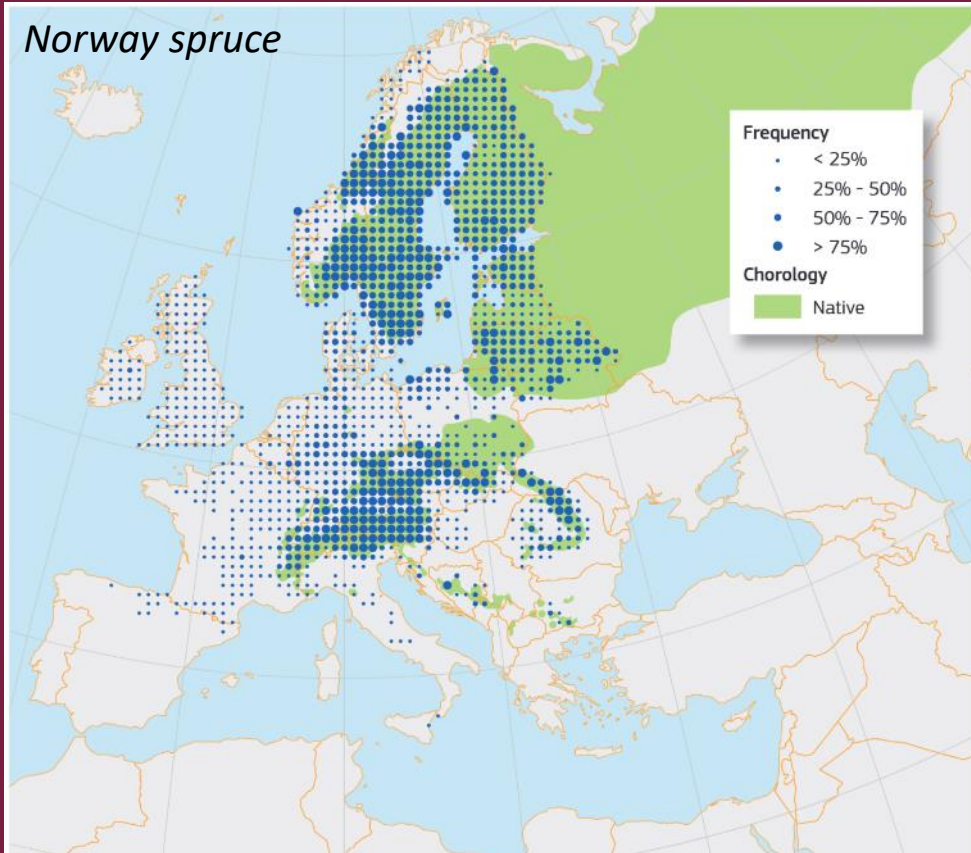 Norway spruce
Frequency
< 25%
25% - 50%
50% - 75%
> 75%
Chorology
Native